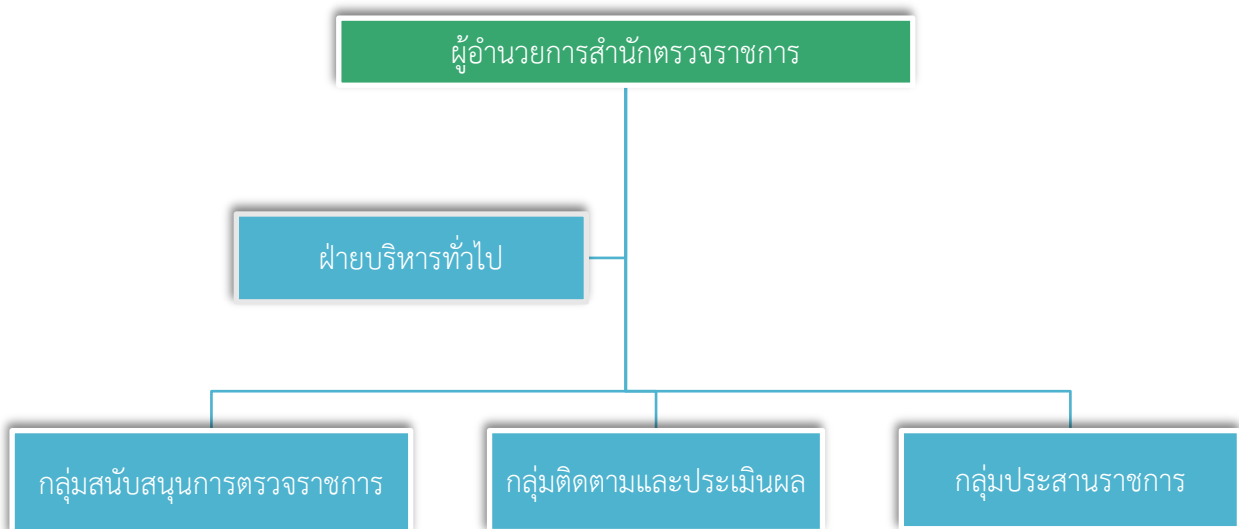 ผู้อำนวยการสำนักตรวจราชการ
ฝ่ายบริหารทั่วไป
กลุ่มสนับสนุนการตรวจราชการ
กลุ่มติดตามและประเมินผล
กลุ่มประสานราชการ